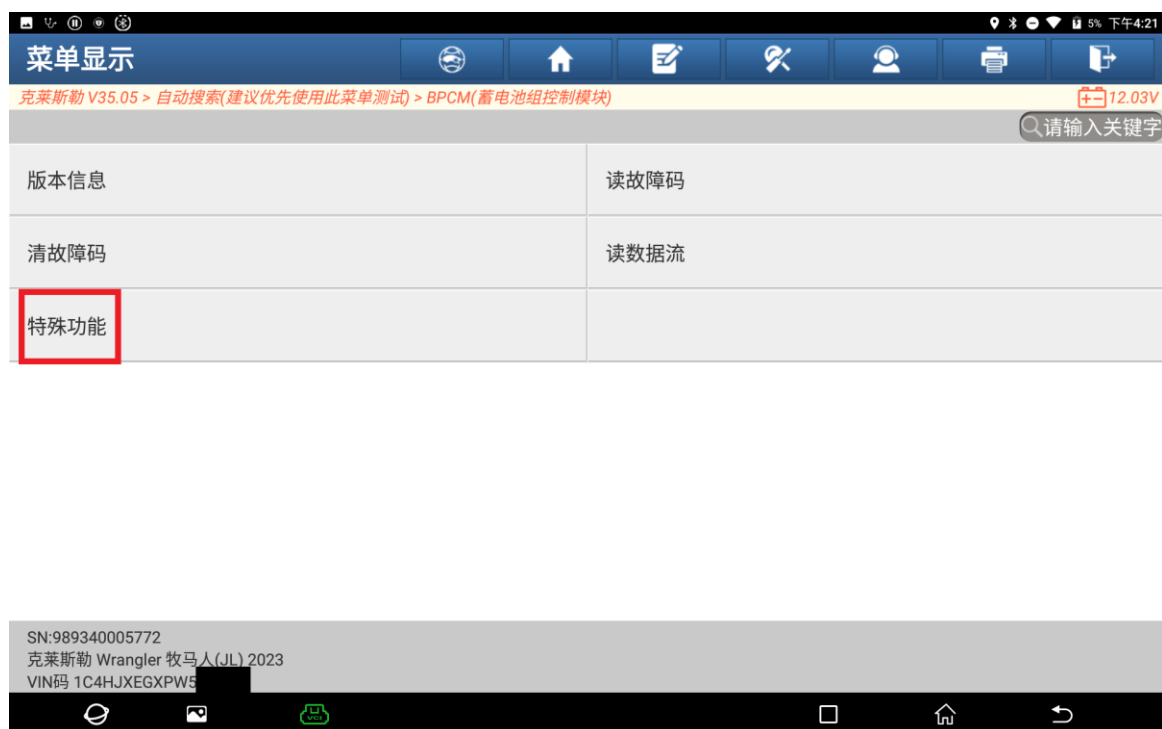 5% 下午4:21
菜单显示
克莱斯勒 V35.05 > 自动搜索(建议优先使用此菜单测试) > BPCM(蓄电池组控制模块)
12.03V
请输入关键字
版本信息
读故障码
清故障码
读数据流
特殊功能
SN:989340005772
克莱斯勒 Wrangler 牧马人(JL) 2023
VIN码 1C4HJXEGXPW5
VCI